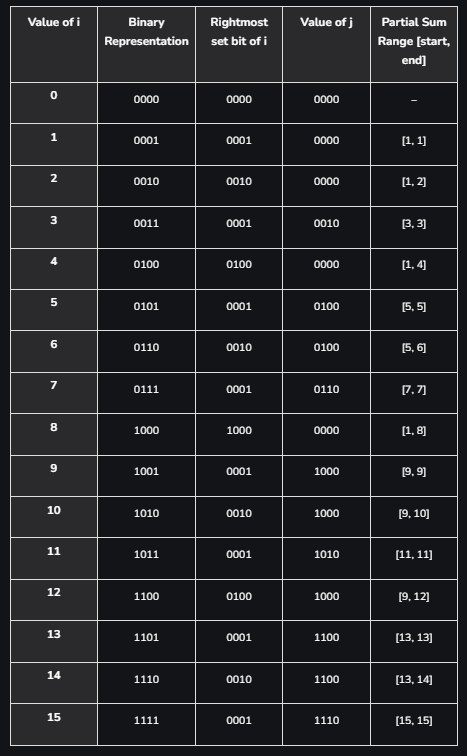 Value of i Binary Representation Rightmost set bit of i Value of j Partial Sum Range [start, end]
0 0000 0000 0000 –
1 0001 0001 0000 [1, 1]
2 0010 0010 0000 [1, 2]
3 0011 0001 0010 [3, 3]
4 0100 0100 0000 [1, 4]
5 0101 0001 0100 [5, 5]
6 0110 0010 0100 [5, 6]
7 0111 0001 0110 [7, 7]
8 1000 1000 0000 [1, 8]
9 1001 0001 1000 [9, 9]
10 1010 0010 1000 [9, 10]
11 1011 0001 1010 [11, 11]
12 1100 0100 1000 [9, 12]
13 1101 0001 1100 [13, 13]
14 1110 0010 1100 [13, 14]
15 1111 0001 1110 [15, 15]